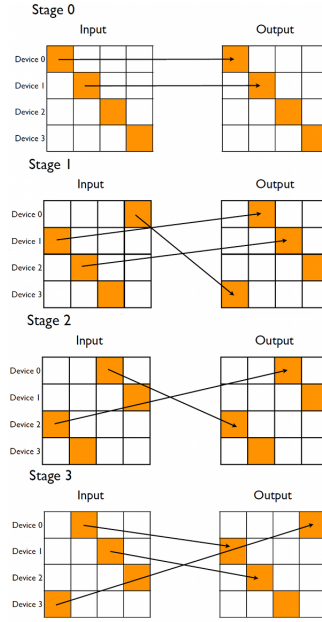 Stage 0
Input Output
Device 0
Device 1
Device 2
Device 3
Stage 1
Input Output
Device 0
Device 1
Device 2
Device 3
Stage 2
Input Output
Device 0
Device 1
Device 2
Device 3
Stage 3
Input Output
Device 0
Device 1
Device 2
Device 3